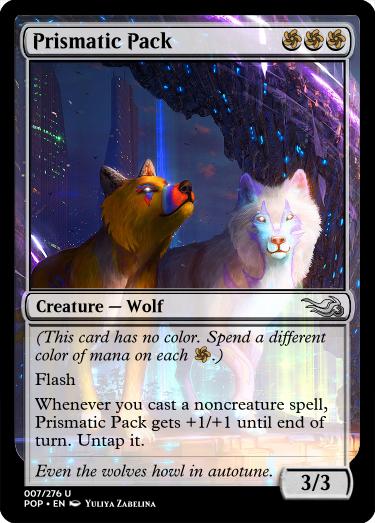 Prismatic Pack
Creature — Wolf
(This card has no color. Spend a different
color of mana on each .)
Flash
Whenever you cast a noncreature spell,
Prismatic Pack gets +1/+1 until end of
turn. Untap it.
Even the wolves howl in autotune.
3/3
007/276 U
POP • EN YULIYA ZABELINA